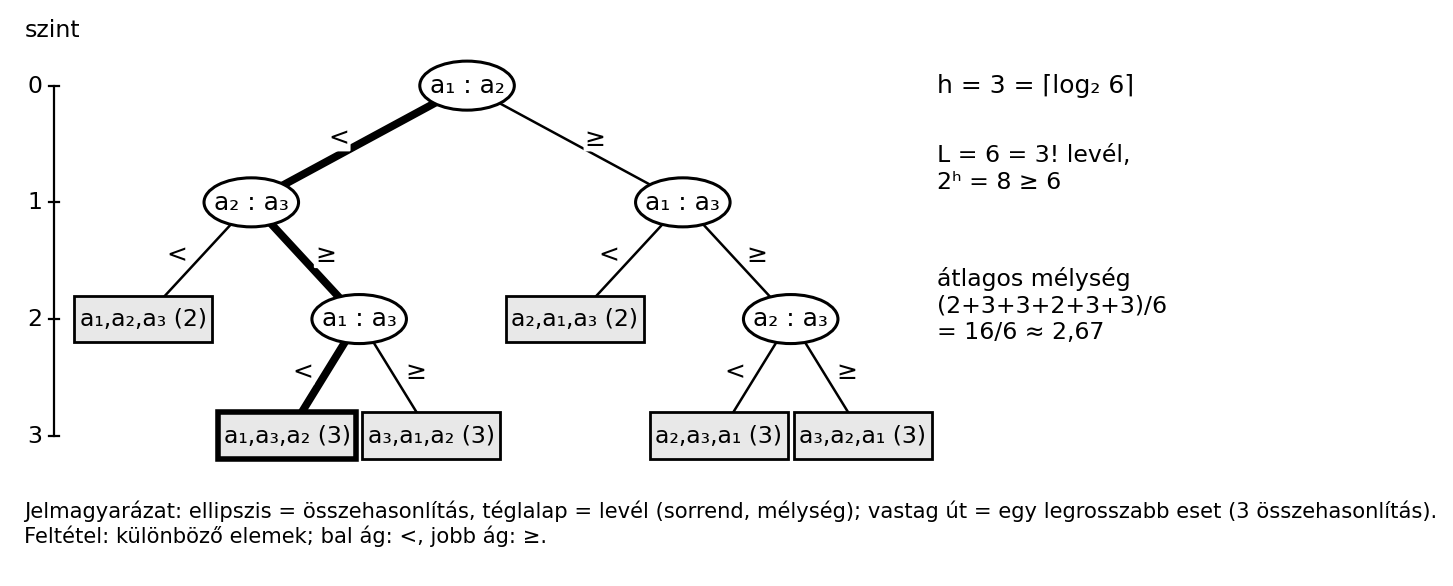 szint
0
a₁ : a₂
h = 3 = ⌈log₂ 6⌉
< ≥
L = 6 = 3! levél,
2ʰ = 8 ≥ 6
1
a₂ : a₃
a₁ : a₃
< ≥ < ≥
átlagos mélység
(2+3+3+2+3+3)/6
= 16/6 ≈ 2,67
2
a₁,a₂,a₃ (2)
a₁ : a₃
a₂,a₁,a₃ (2)
a₂ : a₃
< ≥ < ≥
3
a₁,a₃,a₂ (3)
a₃,a₁,a₂ (3)
a₂,a₃,a₁ (3)
a₃,a₂,a₁ (3)
Jelmagyarázat: ellipszis = összehasonlítás, téglalap = levél (sorrend, mélység); vastag út = egy legrosszabb eset (3 összehasonlítás).
Feltétel: különböző elemek; bal ág: <, jobb ág: ≥.